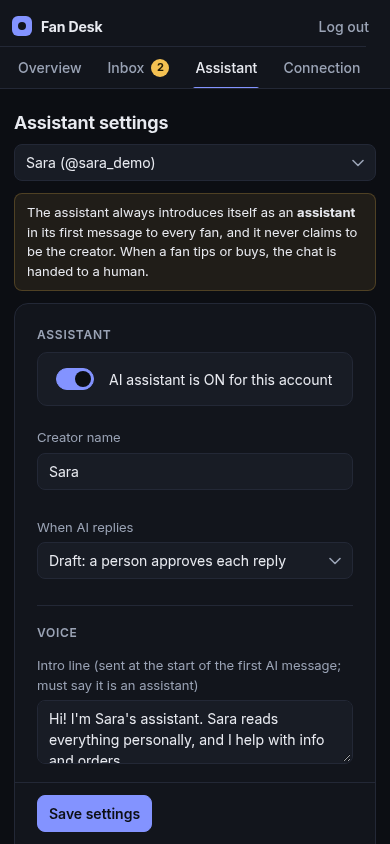 Fan Desk
Log out
Overview
Inbox 2
Assistant
Connection
Assistant settings
Sara (@sara_demo)
The assistant always introduces itself as an assistant
in its first message to every fan, and it never claims to
be the creator. When a fan tips or buys, the chat is
handed to a human.
ASSISTANT
AI assistant is ON for this account
Creator name
Sara
When AI replies
Draft: a person approves each reply
VOICE
Intro line (sent at the start of the first AI message;
must say it is an assistant)
Hi! I'm Sara's assistant. Sara reads
everything personally, and I help with info
and orders
Save settings